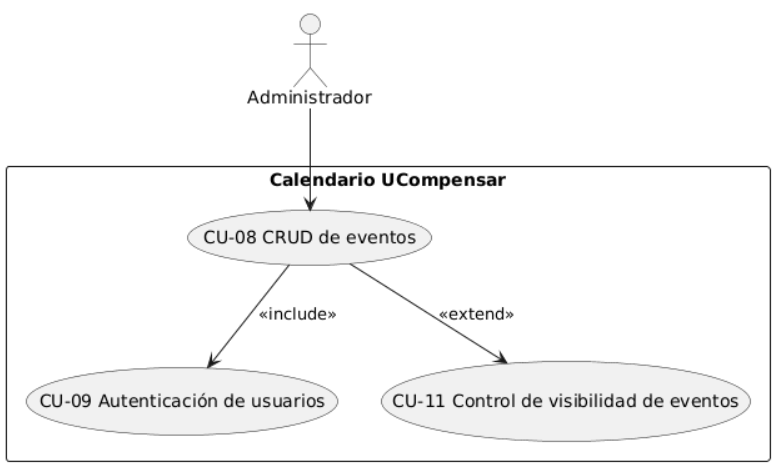 Administrador
Calendario UCompensar
CU-08 CRUD de eventos
«include»
«extend»
CU-09 Autenticación de usuarios
CU-11 Control de visibilidad de eventos